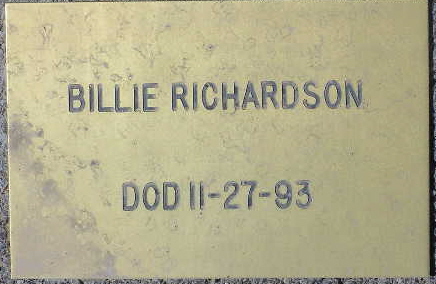 BILLIE RICHARDSON
DOD 11-27-93